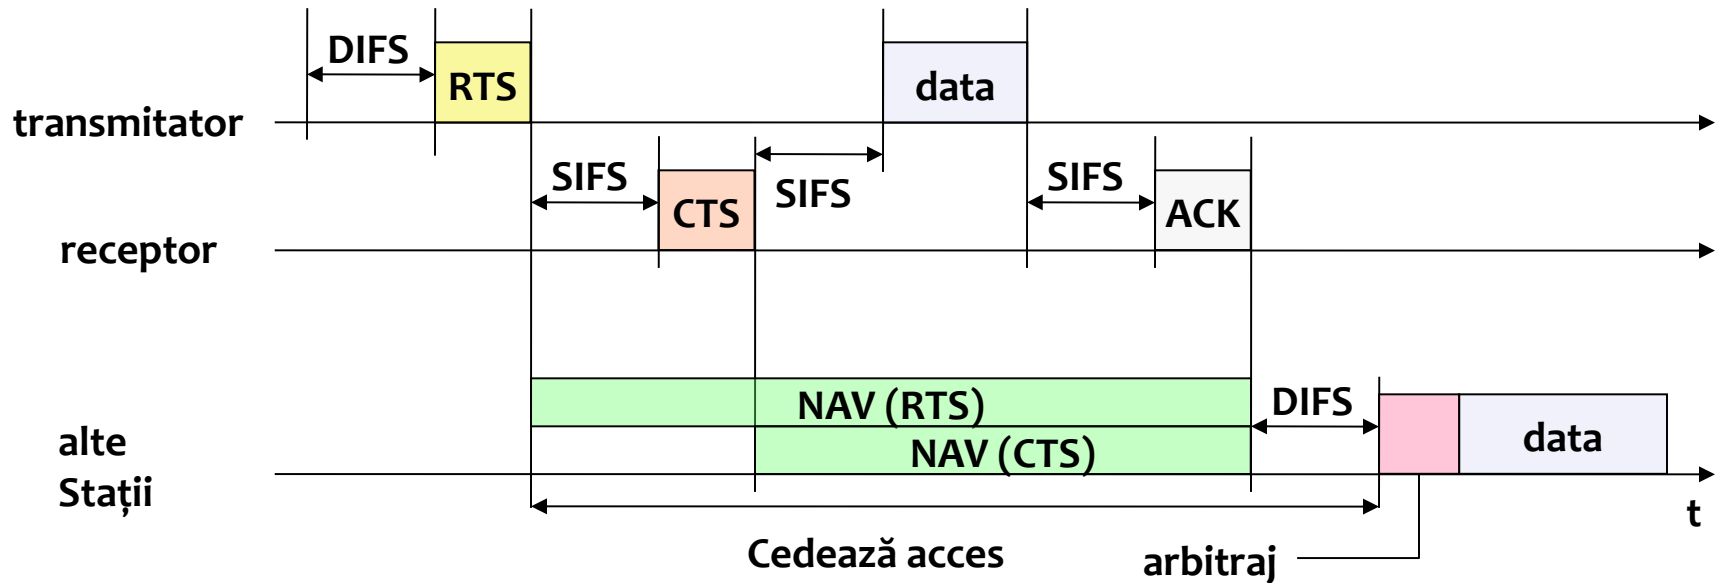 DIFS
RTS
data
transmitator
SIFS
CTS
SIFS
SIFS
ACK
receptor
NAV (RTS)
DIFS
NAV (CTS)
data
alte
Stații
t
Cedează acces
arbitraj